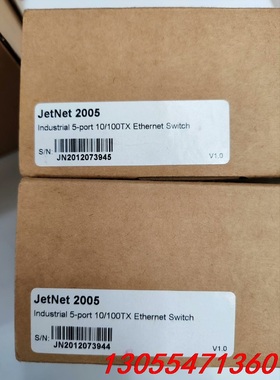 JetNet 2005
Industrial 5-port 10/100TX Ethernet Switch
S/N:
JN2012073945
V1.0
JetNet 2005
Industrial 5-port 10/100TX Ethernet Switch
S/N:
JN2012073944
V1.0
13055471360